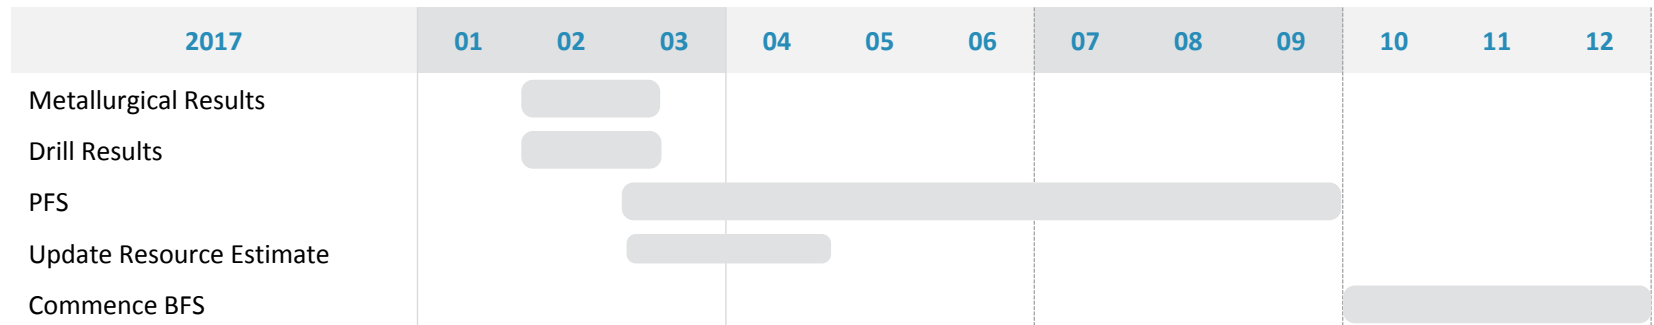 2017 01 02 03 04 05 06 07 08 09 10 11 12
Metallurgical Results
Drill Results
PFS
Update Resource Estimate
Commence BFS